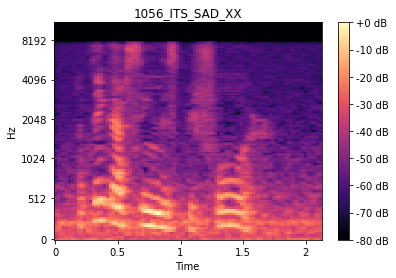 1056_ITS_SAD_XX
+0 dB
8192
-10 dB
4096
-20 dB
-30 dB
2048
Hz
-40 dB
1024
-50 dB
512
-60 dB
-70 dB
0
-80 dB
0
0.5
1
1.5
2
Time